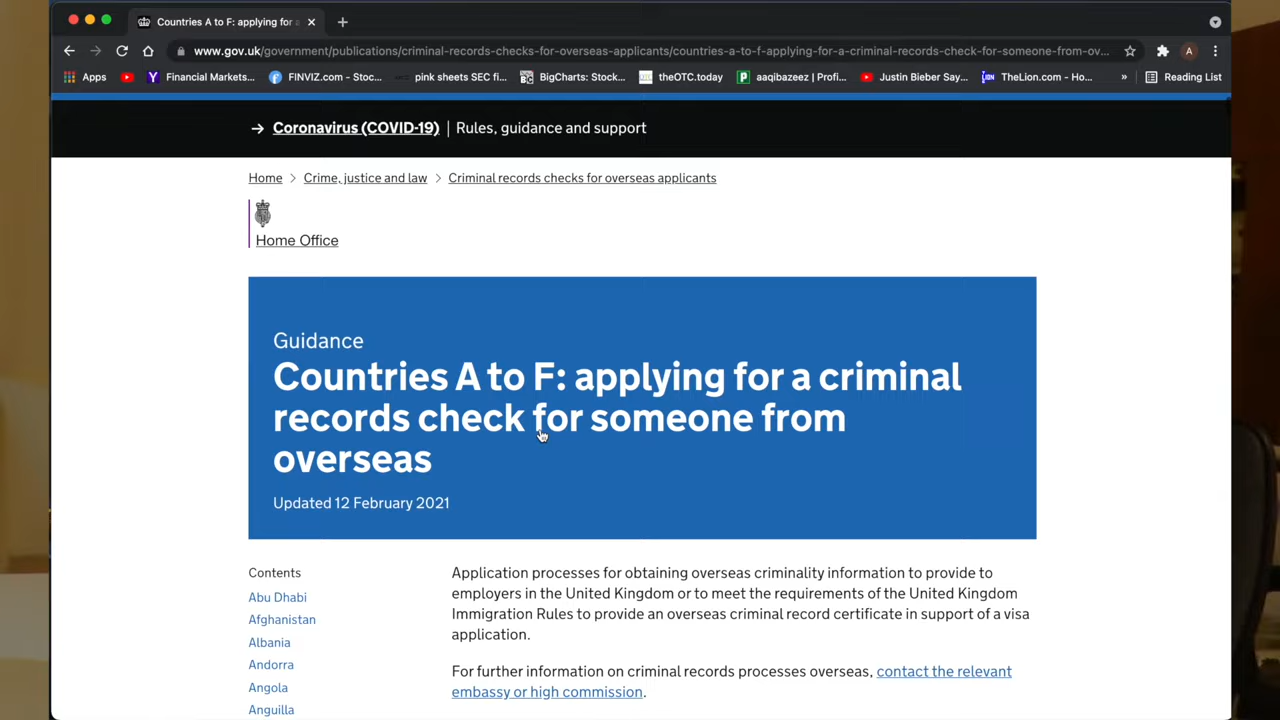 Countries A to F: applying for a
www.gov.uk/government/publications/criminal-records-checks-for-overseas-applicants/countries-a-to-f-applying-for-a-criminal-records-check-for-someone-from-ov...
A
Apps
Financial Markets...
FINVIZ.com - Stoc...
pink sheets SEC fi...
BigCharts: Stock...
theOTC.today
aaqibazeez | Profi...
Justin Bieber Say...
TheLion.com - Ho...
»
Reading List
→ Coronavirus (COVID-19) | Rules, guidance and support
Home > Crime, justice and law > Criminal records checks for overseas applicants
Home Office
Guidance
Countries A to F: applying for a criminal
records check for someone from
overseas
Updated 12 February 2021
Contents
Abu Dhabi
Afghanistan
Albania
Andorra
Angola
Anguilla
Application processes for obtaining overseas criminality information to provide to
employers in the United Kingdom or to meet the requirements of the United Kingdom
Immigration Rules to provide an overseas criminal record certificate in support of a visa
application.
For further information on criminal records processes overseas, contact the relevant
embassy or high commission.